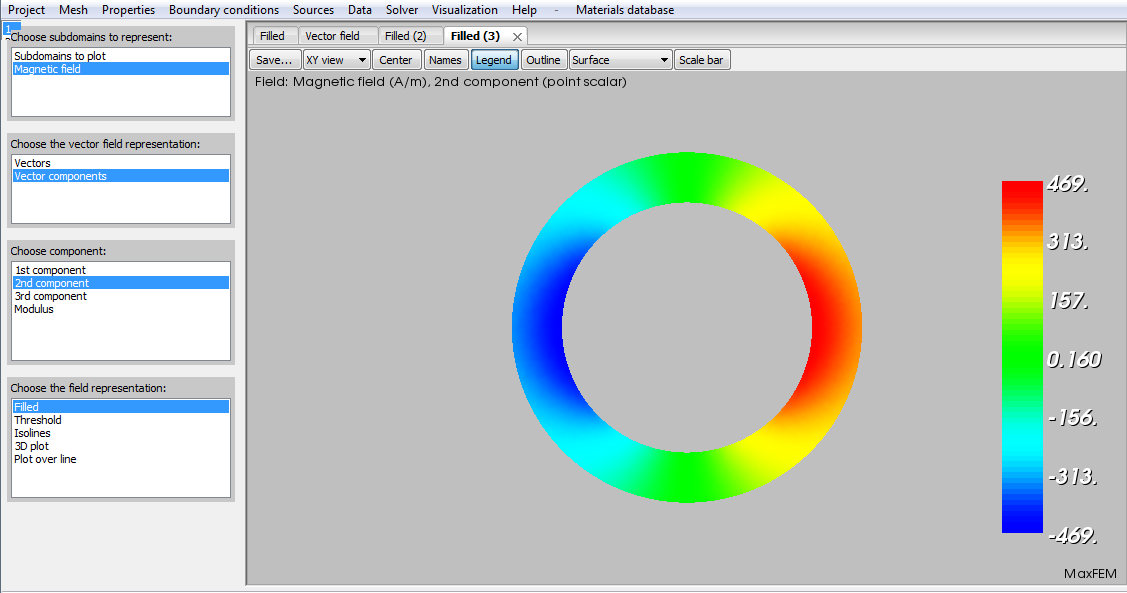 Project Mesh Properties Boundary conditions Sources Data Solver Visualization Help - Materials database
1
Choose subdomains to represent:
Subdomains to plot
Magnetic field
Choose the vector field representation:
Vectors
Vector components
Choose component:
1st component
2nd component
3rd component
Modulus
Choose the field representation:
Filled
Threshold
Isolines
3D plot
Plot over line
Filled Vector field Filled (2) Filled (3)
Save... XY view Center Names Legend Outline Surface Scale bar
Field: Magnetic field (A/m), 2nd component (point scalar)
469.
313.
157.
0.160
-156.
-313.
-469.
MaxFEM